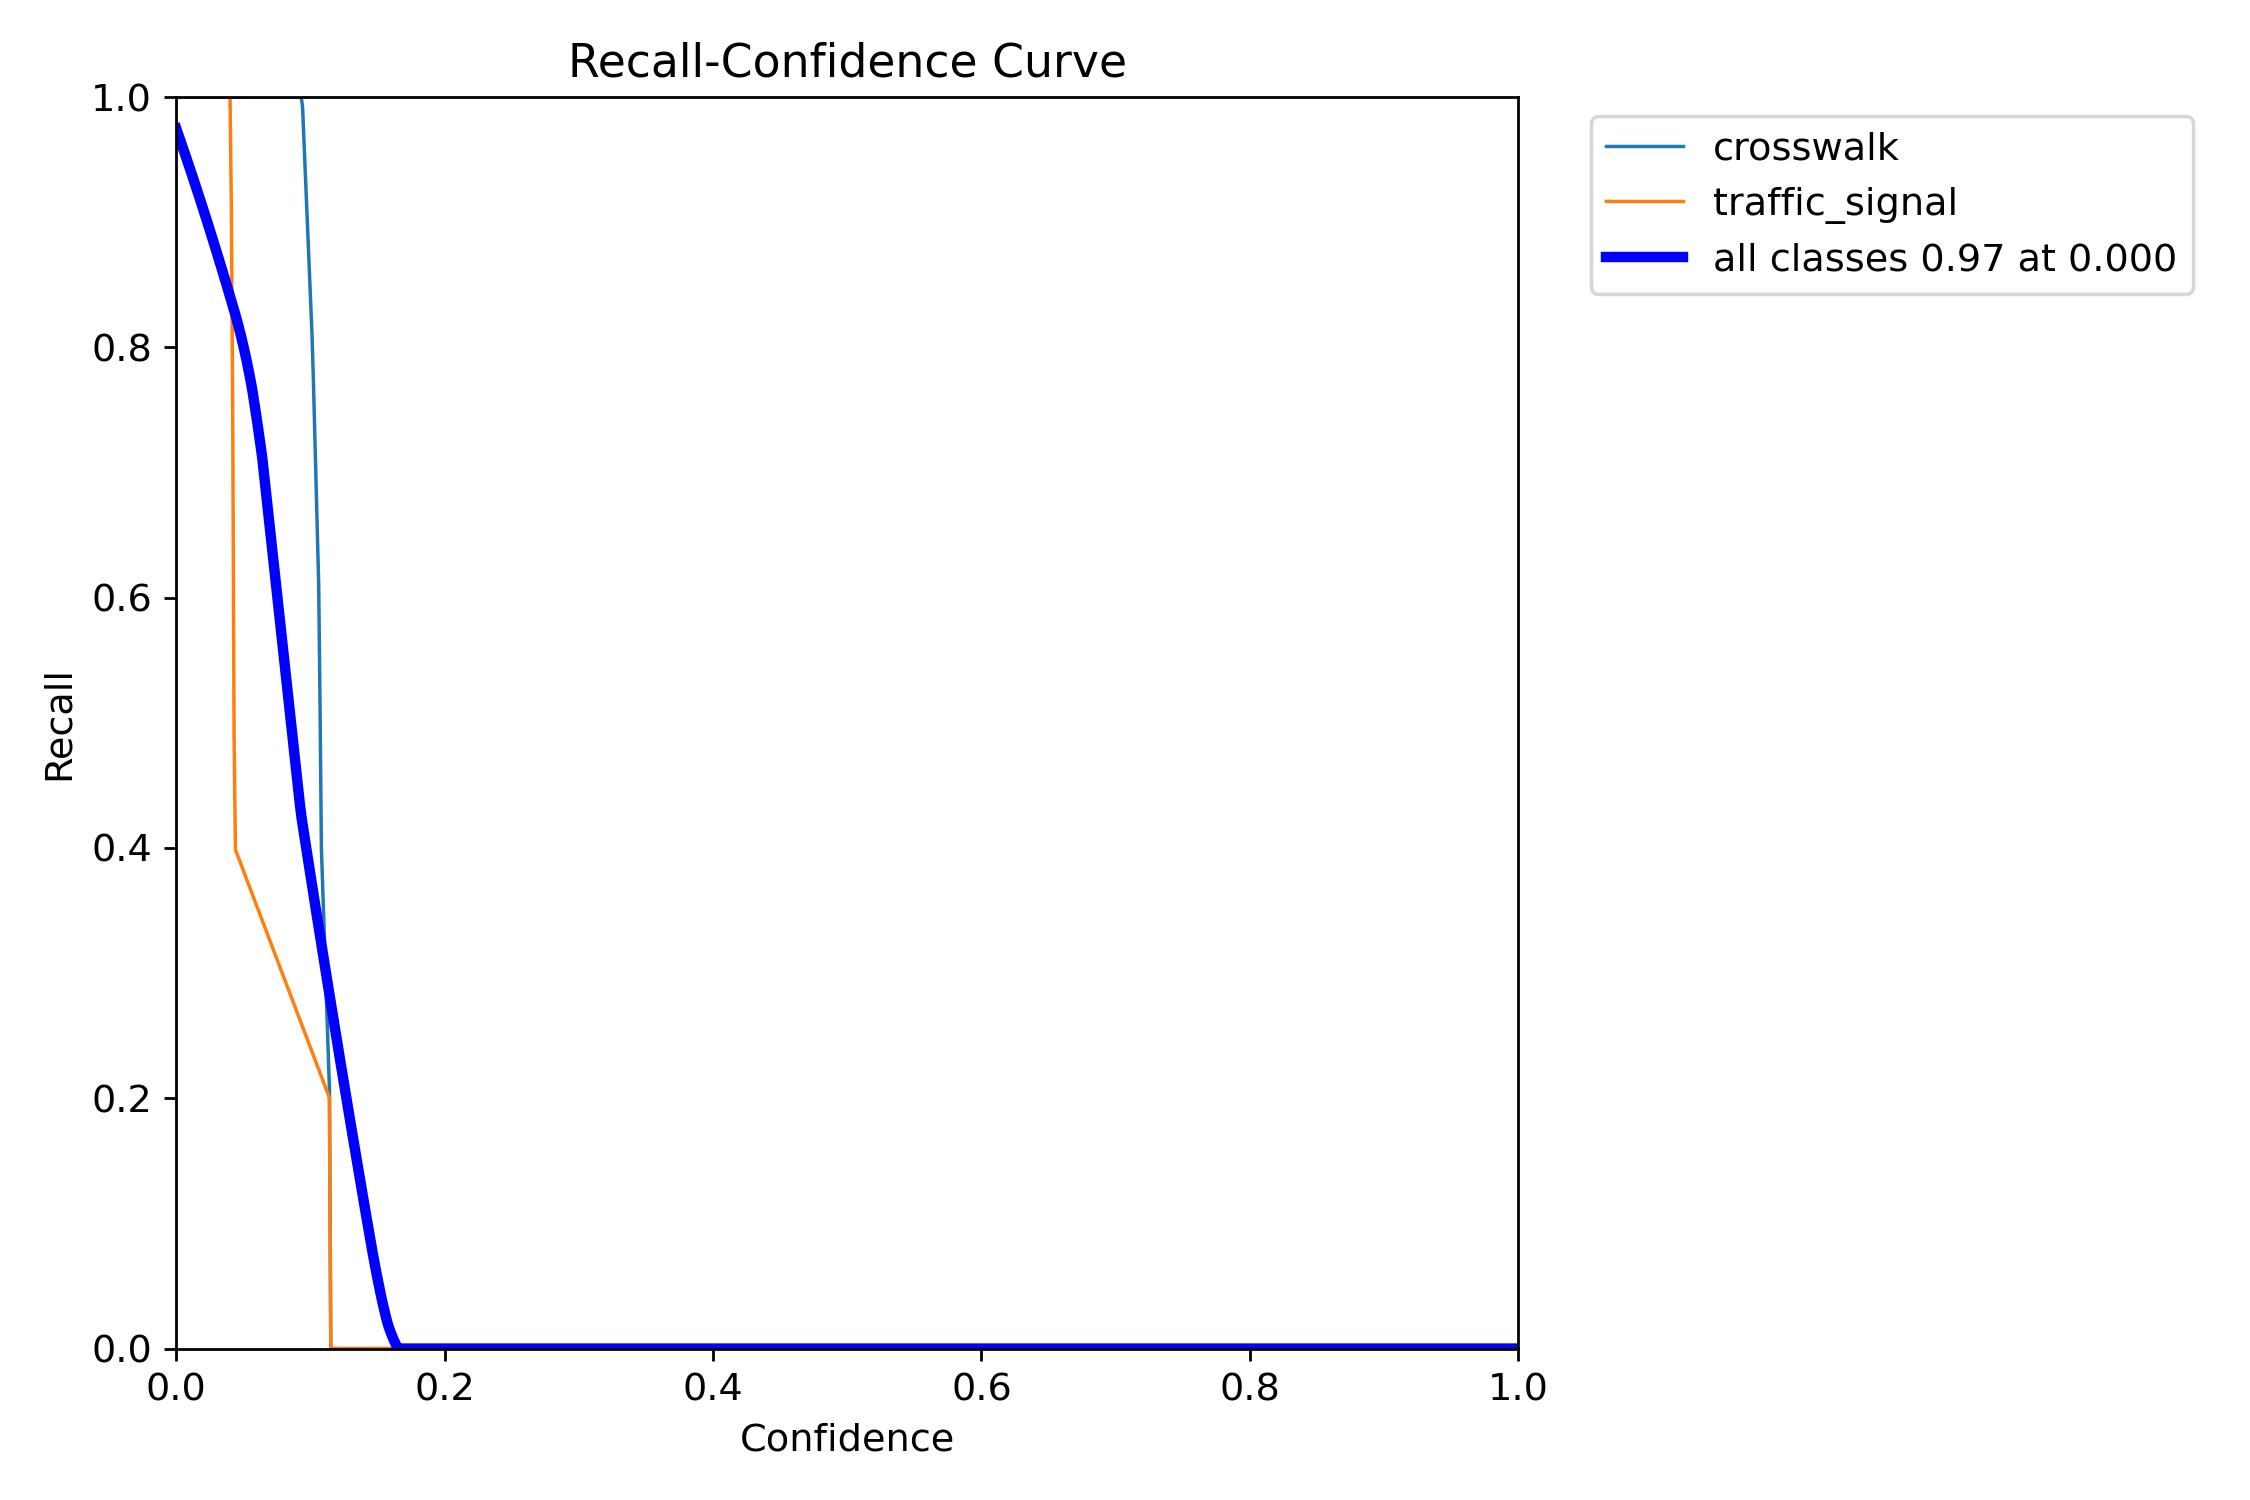 Recall-Confidence Curve
1.0
0.8
0.6
0.4
0.2
0.0
Recall
0.0 0.2 0.4 0.6 0.8 1.0
Confidence
crosswalk
traffic_signal
all classes 0.97 at 0.000